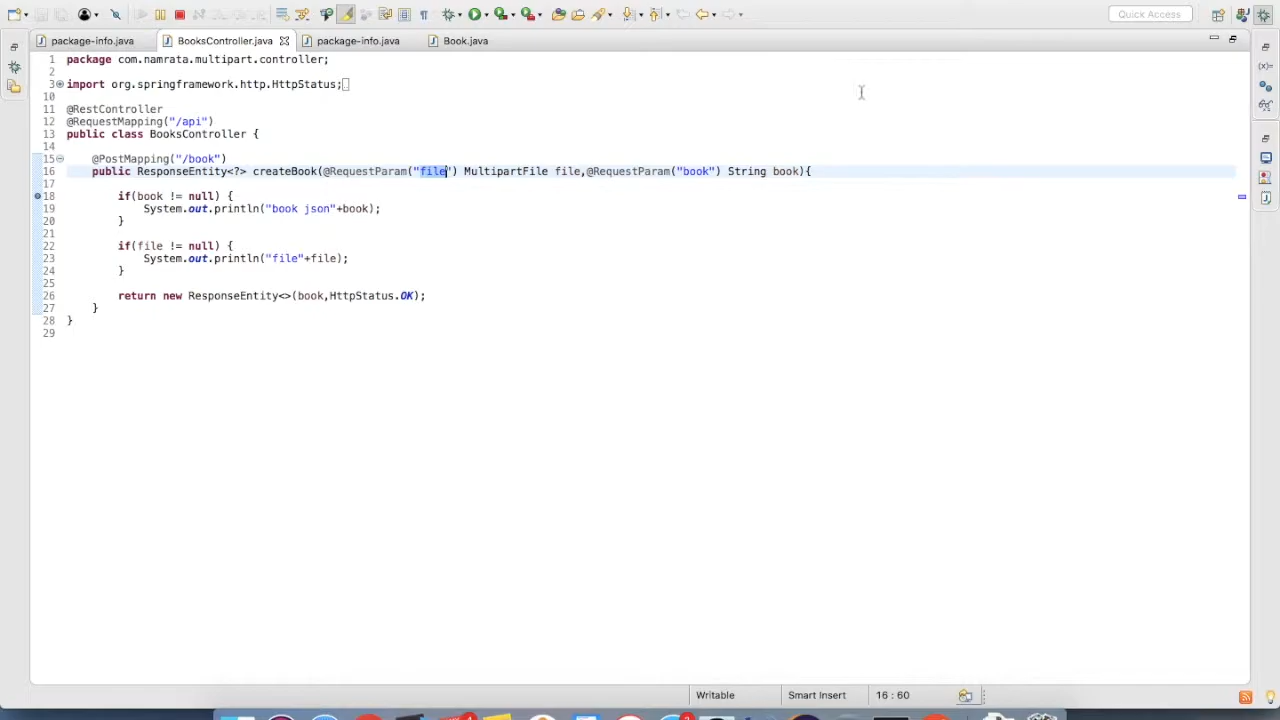 Quick Access
package-info.java
BooksController.java
package-info.java
Book.java
1 package com.namrata.multipart.controller;
2
3 import org.springframework.http.HttpStatus;
10
11 @RestController
12 @RequestMapping("/api")
13 public class BooksController {
14
15 @PostMapping("/book")
16 public ResponseEntity<?> createBook(@RequestParam("file") MultipartFile file,@RequestParam("book") String book){
17
18 if(book != null) {
19 System.out.println("book json"+book);
20 }
21
22 if(file != null) {
23 System.out.println("file"+file);
24 }
25
26 return new ResponseEntity<>(book,HttpStatus.OK);
27 }
28 }
29
Writable
Smart Insert
16 : 60